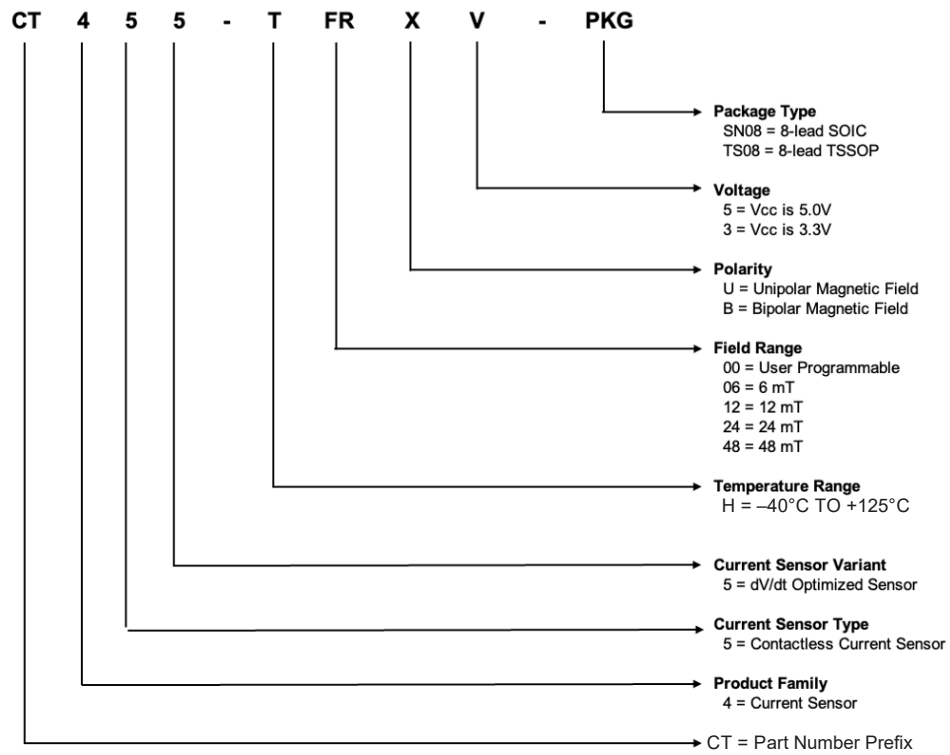 CT 4 5 5 - T FR X V - PKG
Package Type
SN08 = 8-lead SOIC
TS08 = 8-lead TSSOP
Voltage
5 = Vcc is 5.0V
3 = Vcc is 3.3V
Polarity
U = Unipolar Magnetic Field
B = Bipolar Magnetic Field
Field Range
00 = User Programmable
06 = 6 mT
12 = 12 mT
24 = 24 mT
48 = 48 mT
Temperature Range
H = –40°C TO +125°C
Current Sensor Variant
5 = dV/dt Optimized Sensor
Current Sensor Type
5 = Contactless Current Sensor
Product Family
4 = Current Sensor
CT = Part Number Prefix